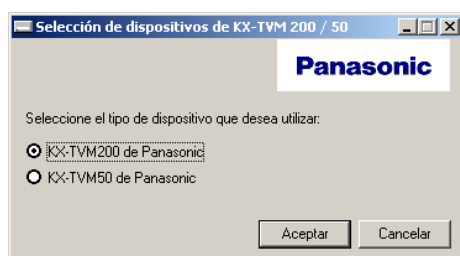 Selección de dispositivos de KX-TVM 200 / 50
Panasonic
Seleccione el tipo de dispositivo que desea utilizar:
KX-TVM200 de Panasonic
KX-TVM50 de Panasonic
Aceptar Cancelar